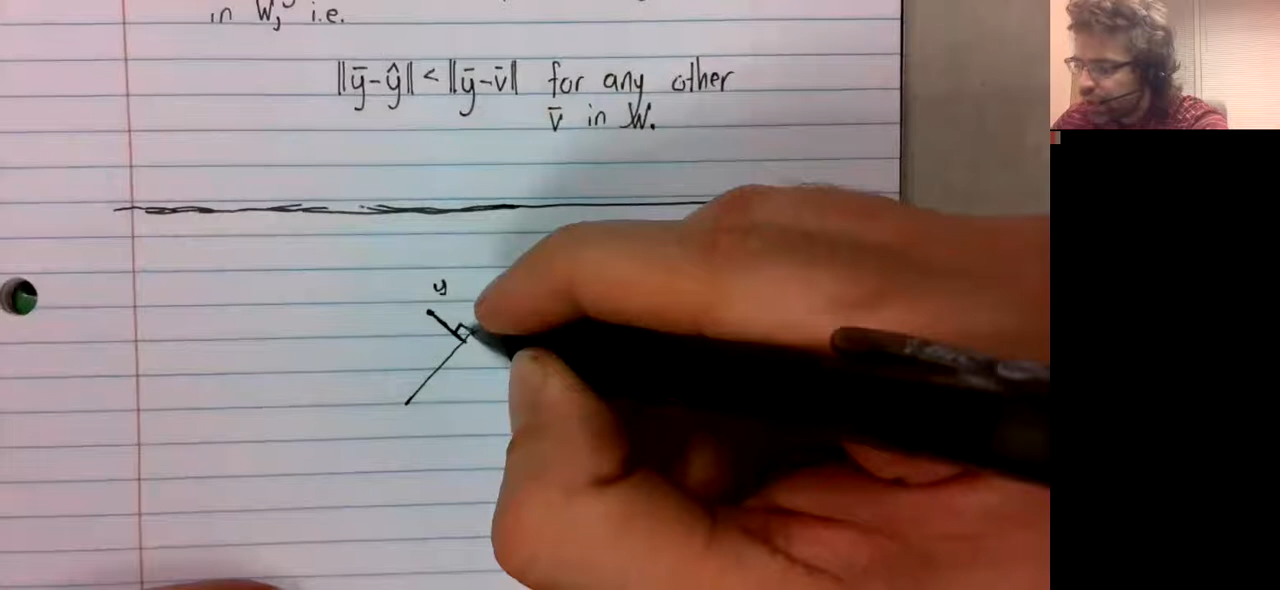 in W, i.e.
||ȳ-ŷ|| < ||ȳ-v̄|| for any other
v̄ in W.
y